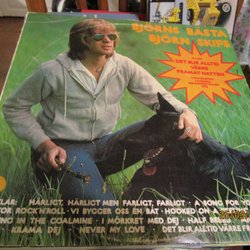 BJÖRNS BÄSTA
BJÖRN SKIFS
DET BLIR ALLTID
VÄRRE
FRAMÅT NATTEN
HÄRLIGT, HÄRLIGT MEN FARLIGT, FARLIGT • A SONG FOR
ROCK'N'ROLL • VI BYGGER OSS EN BÅT • HOOKED ON A
IN THE COALMINE • I MÖRKRET MED DEJ • HALF
KRAMA DEJ • NEVER MY LOVE • DET BLIR ALLTID VÄRRE